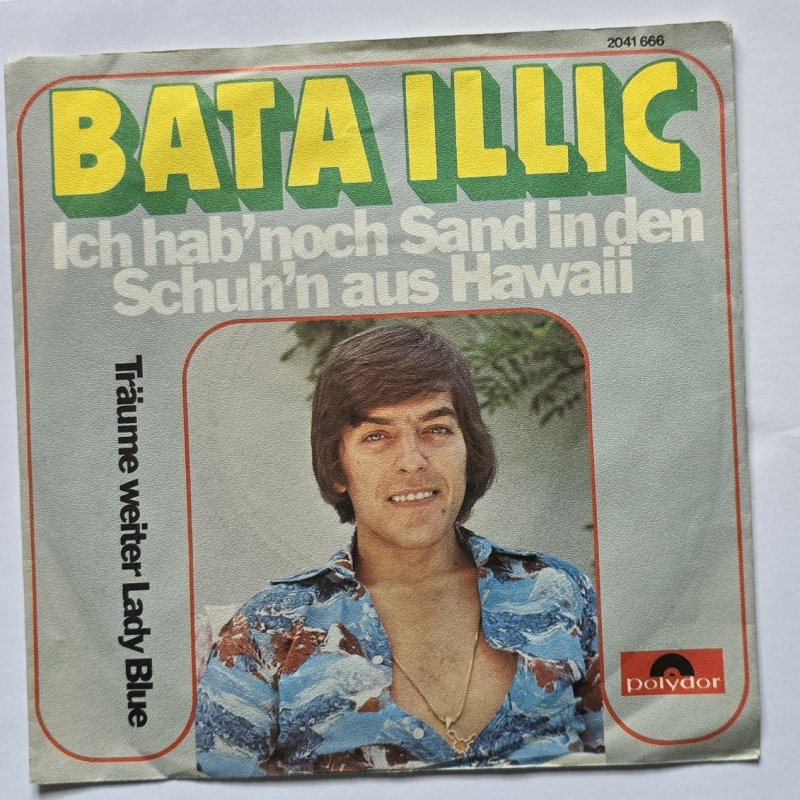 2041 666
BATA ILLIC
Ich hab' noch Sand in den
Schuh'n aus Hawaii
Träume weiter Lady Blue
polydor